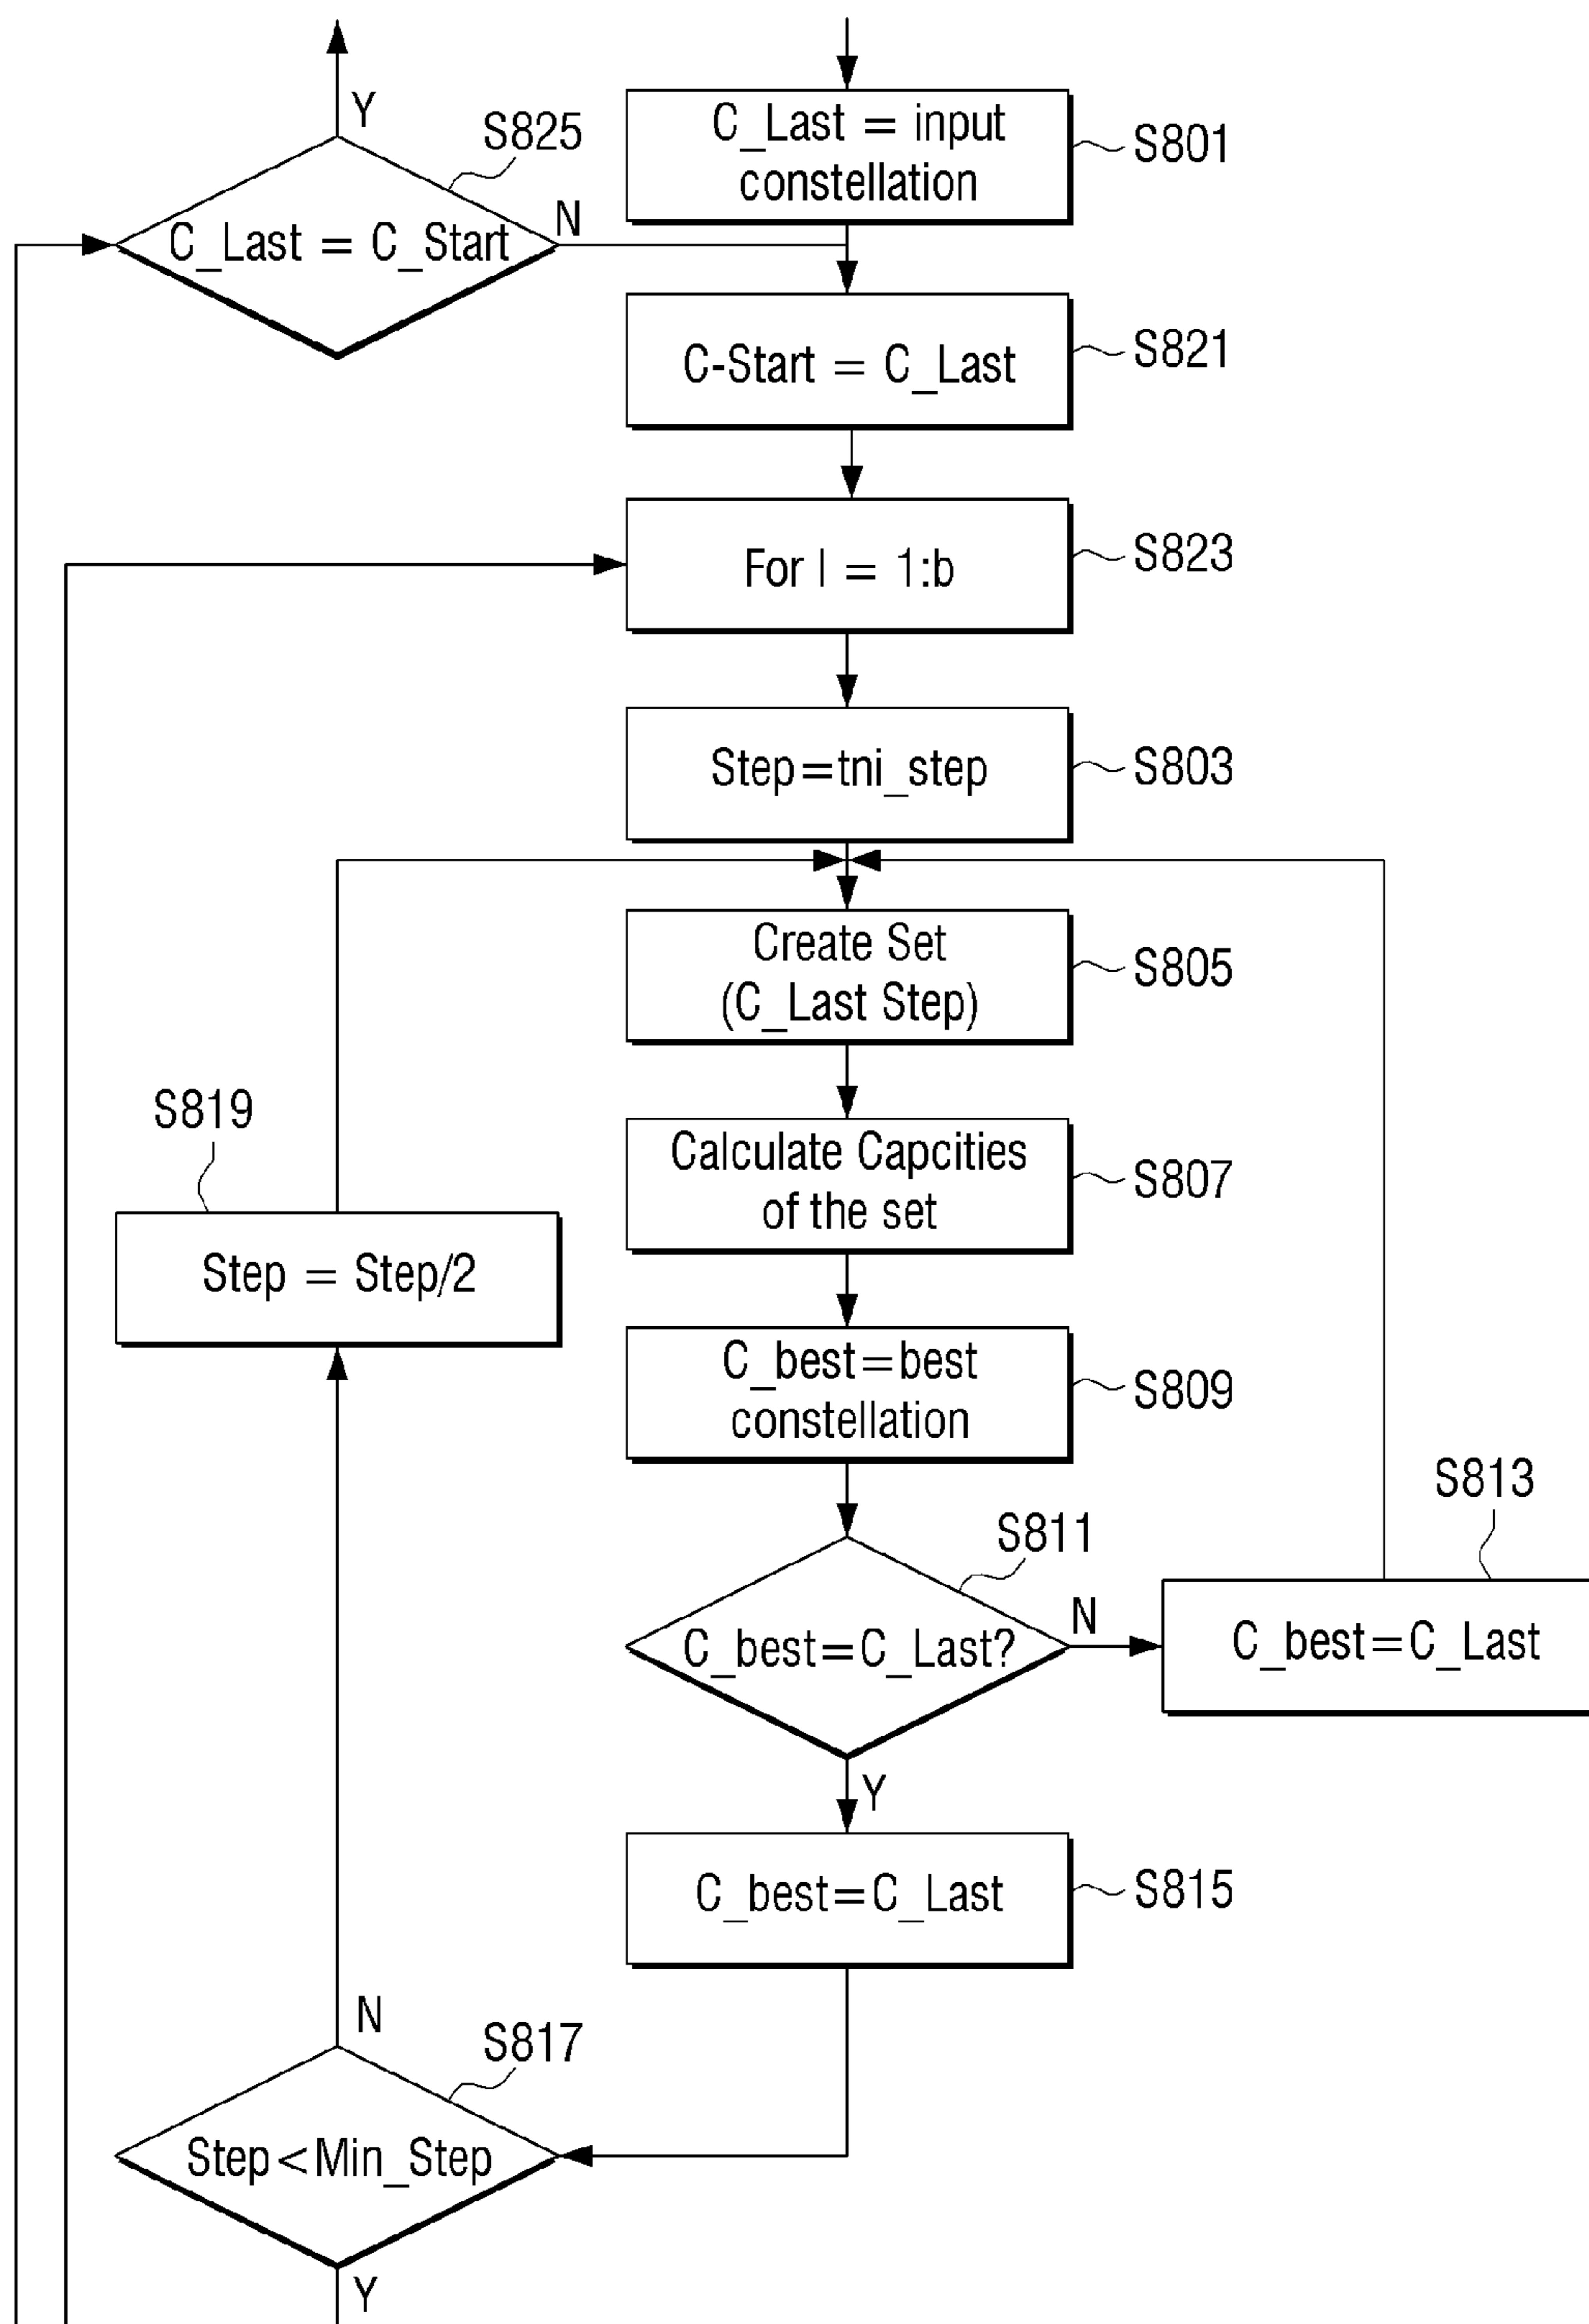 Y
S825
C_Last = C_Start
N
C_Last = input
constellation
S801
C-Start = C_Last
S821
For I = 1:b
S823
Step=tni_step
S803
Create Set
(C_Last Step)
S805
S819
Step = Step/2
Calculate Capcities
of the set
S807
C_best=best
constellation
S809
S811
C_best=C_Last?
N
S813
C_best=C_Last
Y
C_best=C_Last
S815
N
S817
Step<Min_Step
Y